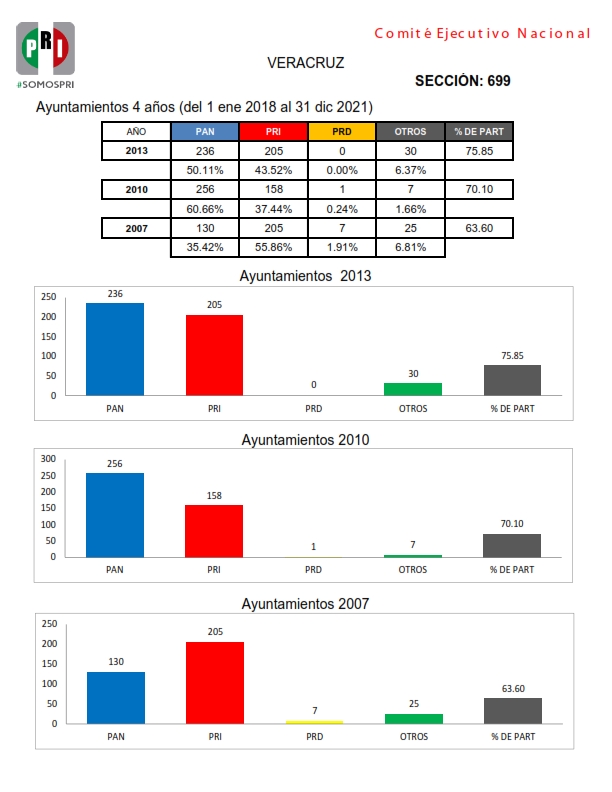 Comité Ejecutivo Nacional
PRI
#SOMOSPRI
VERACRUZ
SECCIÓN: 699
Ayuntamientos 4 años (del 1 ene 2018 al 31 dic 2021)
AÑO PAN PRI PRD OTROS % DE PART
2013 236 205 0 30 75.85
50.11% 43.52% 0.00% 6.37%
2010 256 158 1 7 70.10
60.66% 37.44% 0.24% 1.66%
2007 130 205 7 25 63.60
35.42% 55.86% 1.91% 6.81%
Ayuntamientos 2013
250
200
150
100
50
0
236 205 0 30 75.85
PAN PRI PRD OTROS % DE PART
Ayuntamientos 2010
300
250
200
150
100
50
0
256 158 1 7 70.10
PAN PRI PRD OTROS % DE PART
Ayuntamientos 2007
250
200
150
100
50
0
130 205 7 25 63.60
PAN PRI PRD OTROS % DE PART